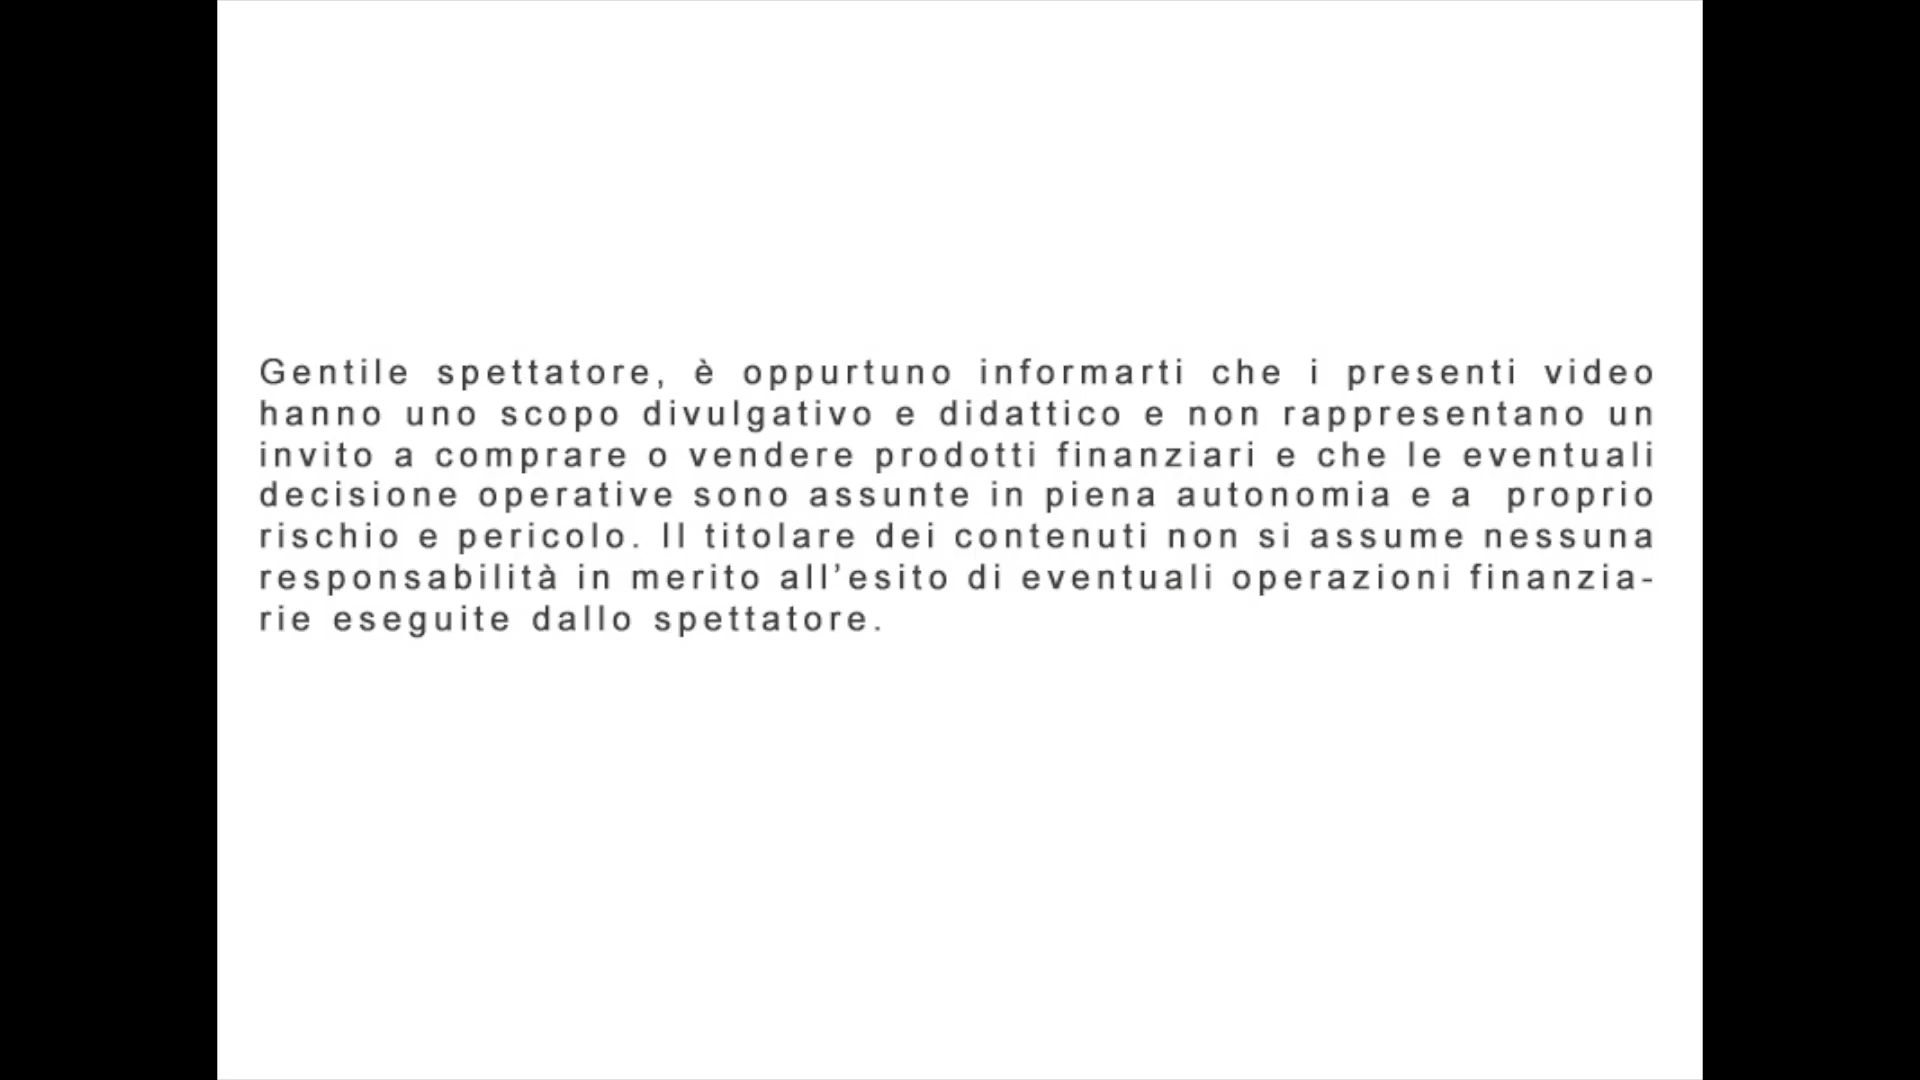 Gentile spettatore, è oppurtuno informarti che i presenti video
hanno uno scopo divulgativo e didattico e non rappresentano un
invito a comprare o vendere prodotti finanziari e che le eventuali
decisione operative sono assunte in piena autonomia e a  proprio
rischio e pericolo. Il titolare dei contenuti non si assume nessuna
responsabilità in merito all’esito di eventuali operazioni finanzia-
rie eseguite dallo spettatore.